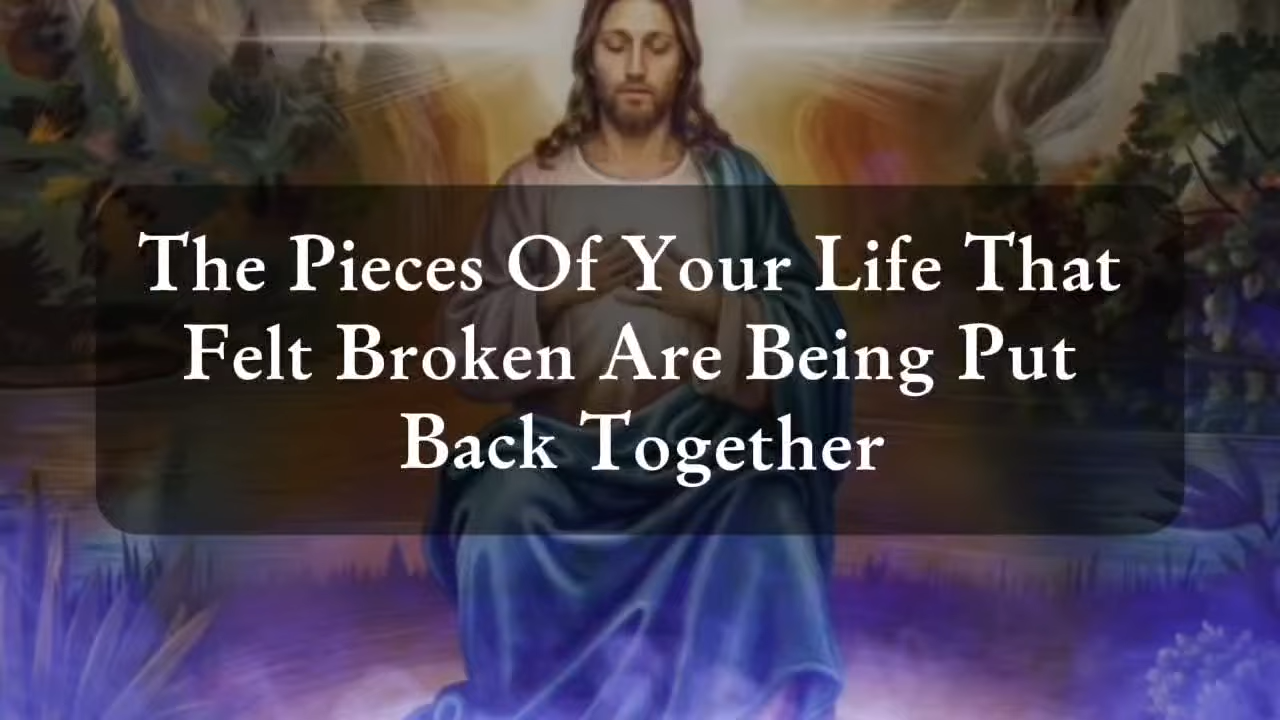 The Pieces Of Your Life That
Felt Broken Are Being Put
Back Together